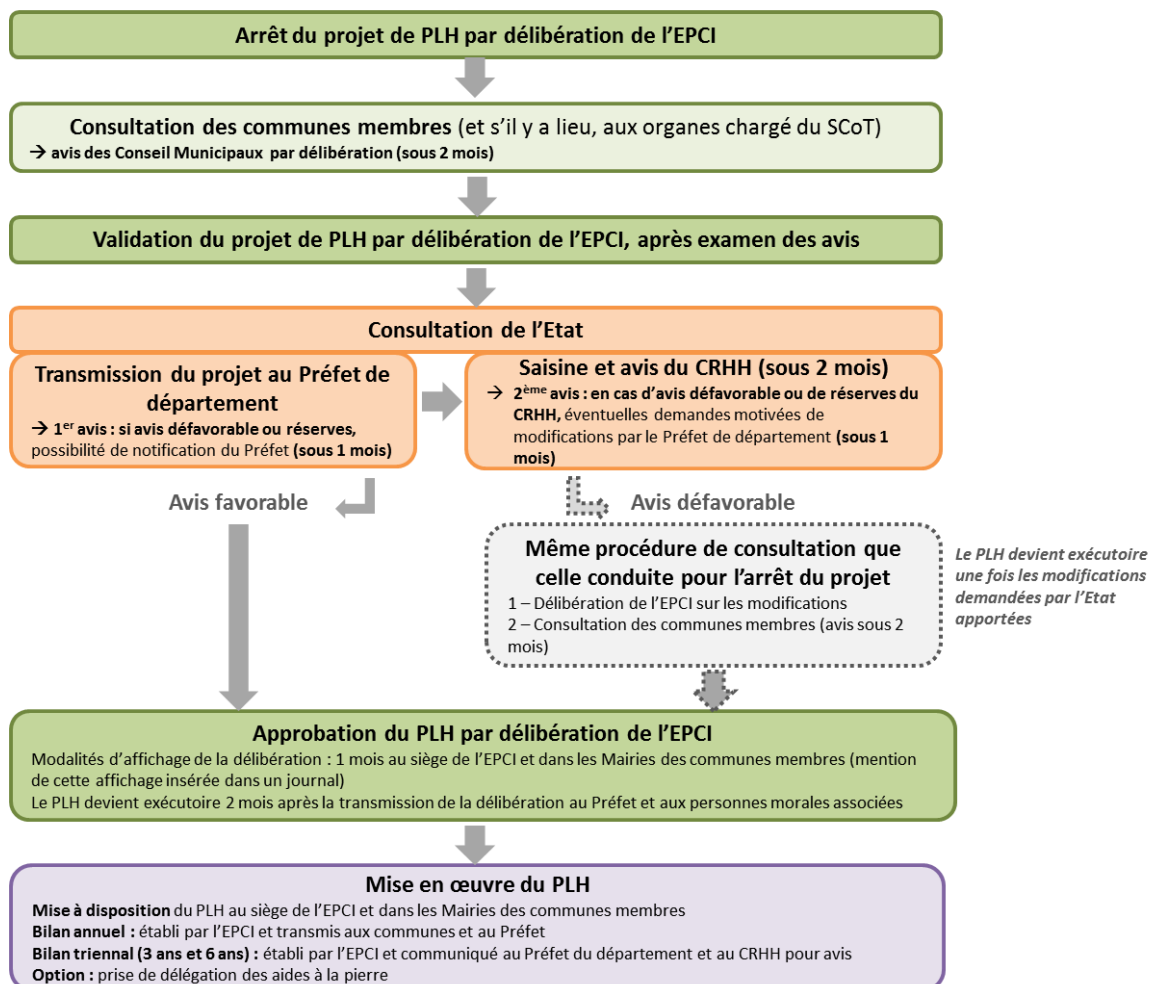 Arrêt du projet de PLH par délibération de l'EPCI
Consultation des communes membres (et s'il y a lieu, aux organes chargé du SCoT)
→ avis des Conseil Municipaux par délibération (sous 2 mois)
Validation du projet de PLH par délibération de l'EPCI, après examen des avis
Consultation de l'Etat
Transmission du projet au Préfet de
département
→ 1er avis : si avis défavorable ou réserves,
possibilité de notification du Préfet (sous 1 mois)
Saisine et avis du CRHH (sous 2 mois)
→ 2ème avis : en cas d'avis défavorable ou de réserves du
CRHH, éventuelles demandes motivées de
modifications par le Préfet de département (sous 1
mois)
Avis favorable
Avis défavorable
Même procédure de consultation que
celle conduite pour l'arrêt du projet
1 – Délibération de l'EPCI sur les modifications
2 – Consultation des communes membres (avis sous 2
mois)
Le PLH devient exécutoire
une fois les modifications
demandées par l'Etat
apportées
Approbation du PLH par délibération de l'EPCI
Modalités d'affichage de la délibération : 1 mois au siège de l'EPCI et dans les Mairies des communes membres (mention
de cette affichage insérée dans un journal)
Le PLH devient exécutoire 2 mois après la transmission de la délibération au Préfet et aux personnes morales associées
Mise en œuvre du PLH
Mise à disposition du PLH au siège de l'EPCI et dans les Mairies des communes membres
Bilan annuel : établi par l'EPCI et transmis aux communes et au Préfet
Bilan triennal (3 ans et 6 ans) : établi par l'EPCI et communiqué au Préfet du département et au CRHH pour avis
Option : prise de délégation des aides à la pierre